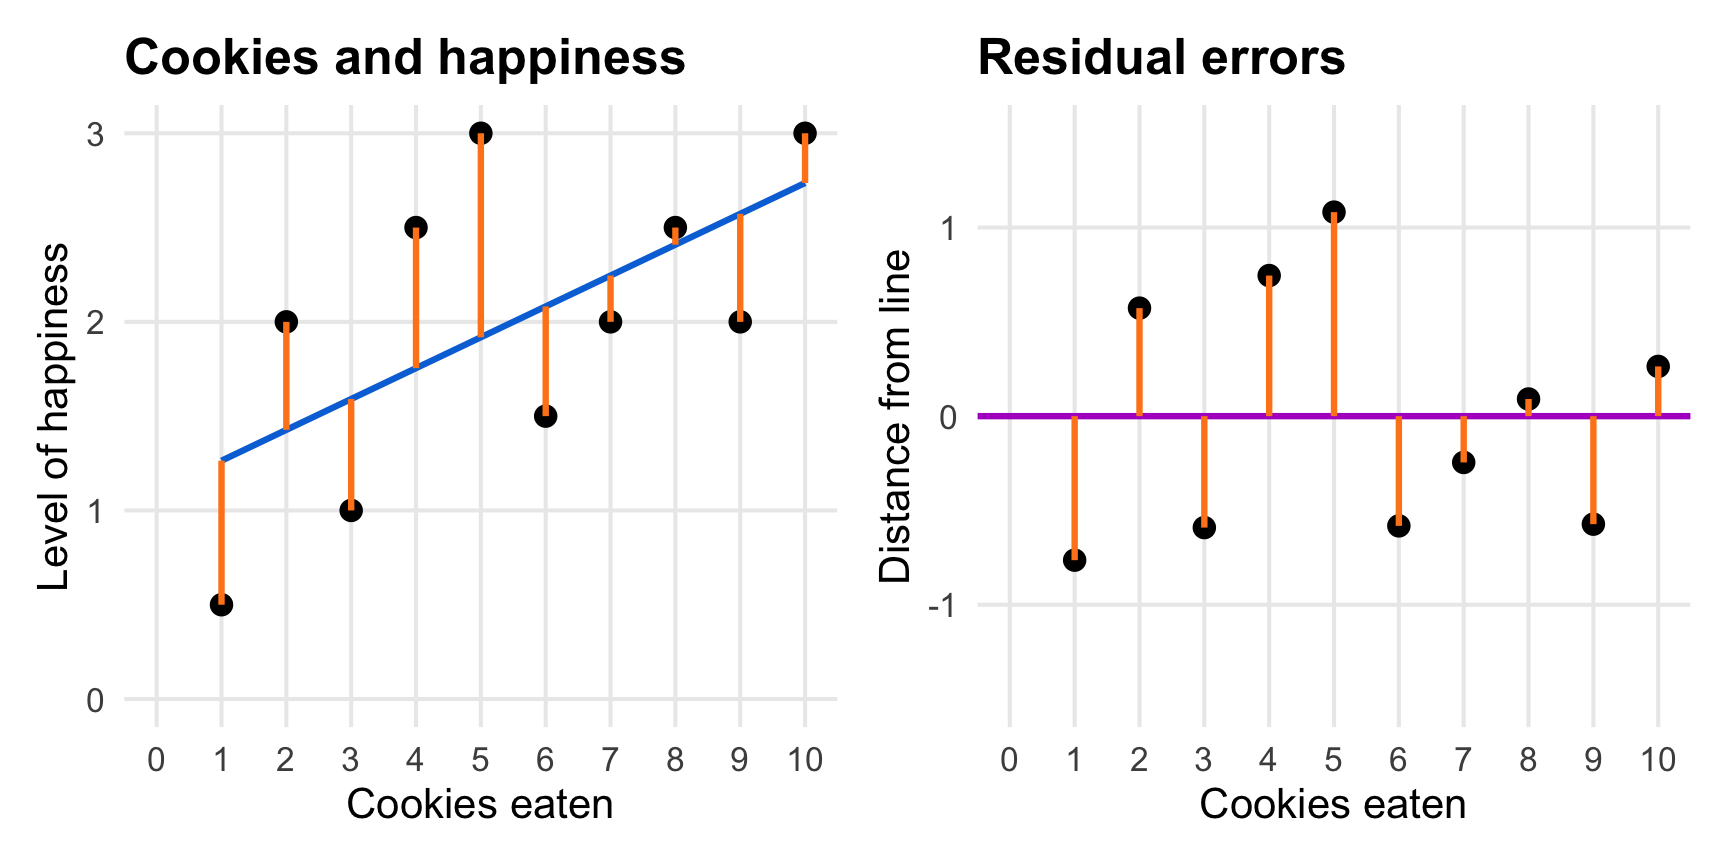 Cookies and happiness
Level of happiness
3
2
1
0
0 1 2 3 4 5 6 7 8 9 10
Cookies eaten
Residual errors
Distance from line
1
0
-1
0 1 2 3 4 5 6 7 8 9 10
Cookies eaten